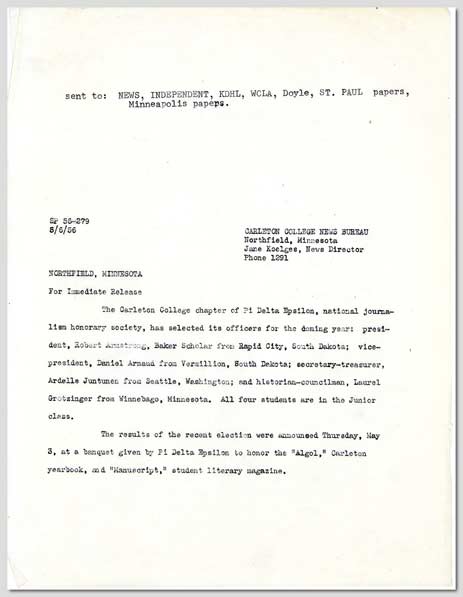 sent to: NEWS, INDEPENDENT, KDHL, WCLA, Doyle, ST. PAUL papers,
Minneapolis papers.
SP 56-279
5/6/56
CARLETON COLLEGE NEWS BUREAU
Northfield, Minnesota
Jane Koelges, News Director
Phone 1291
NORTHFIELD, MINNESOTA
For Immediate Release
The Carleton College chapter of Pi Delta Epsilon, national journa-
lism honorary society, has selected its officers for the coming year: presi-
dent, Robert Armstrong, Baker Scholar from Rapid City, South Dakota; vice-
president, Daniel Arnaud from Vermillion, South Dakota; secretary-treasurer,
Ardelle Juntunen from Seattle, Washington; and historian-councilman, Laurel
Grotzinger from Winnebago, Minnesota. All four students are in the Junior
class.
The results of the recent election were announced Thursday, May
3, at a banquet given by Pi Delta Epsilon to honor the "Algol," Carleton
yearbook, and "Manuscript," student literary magazine.